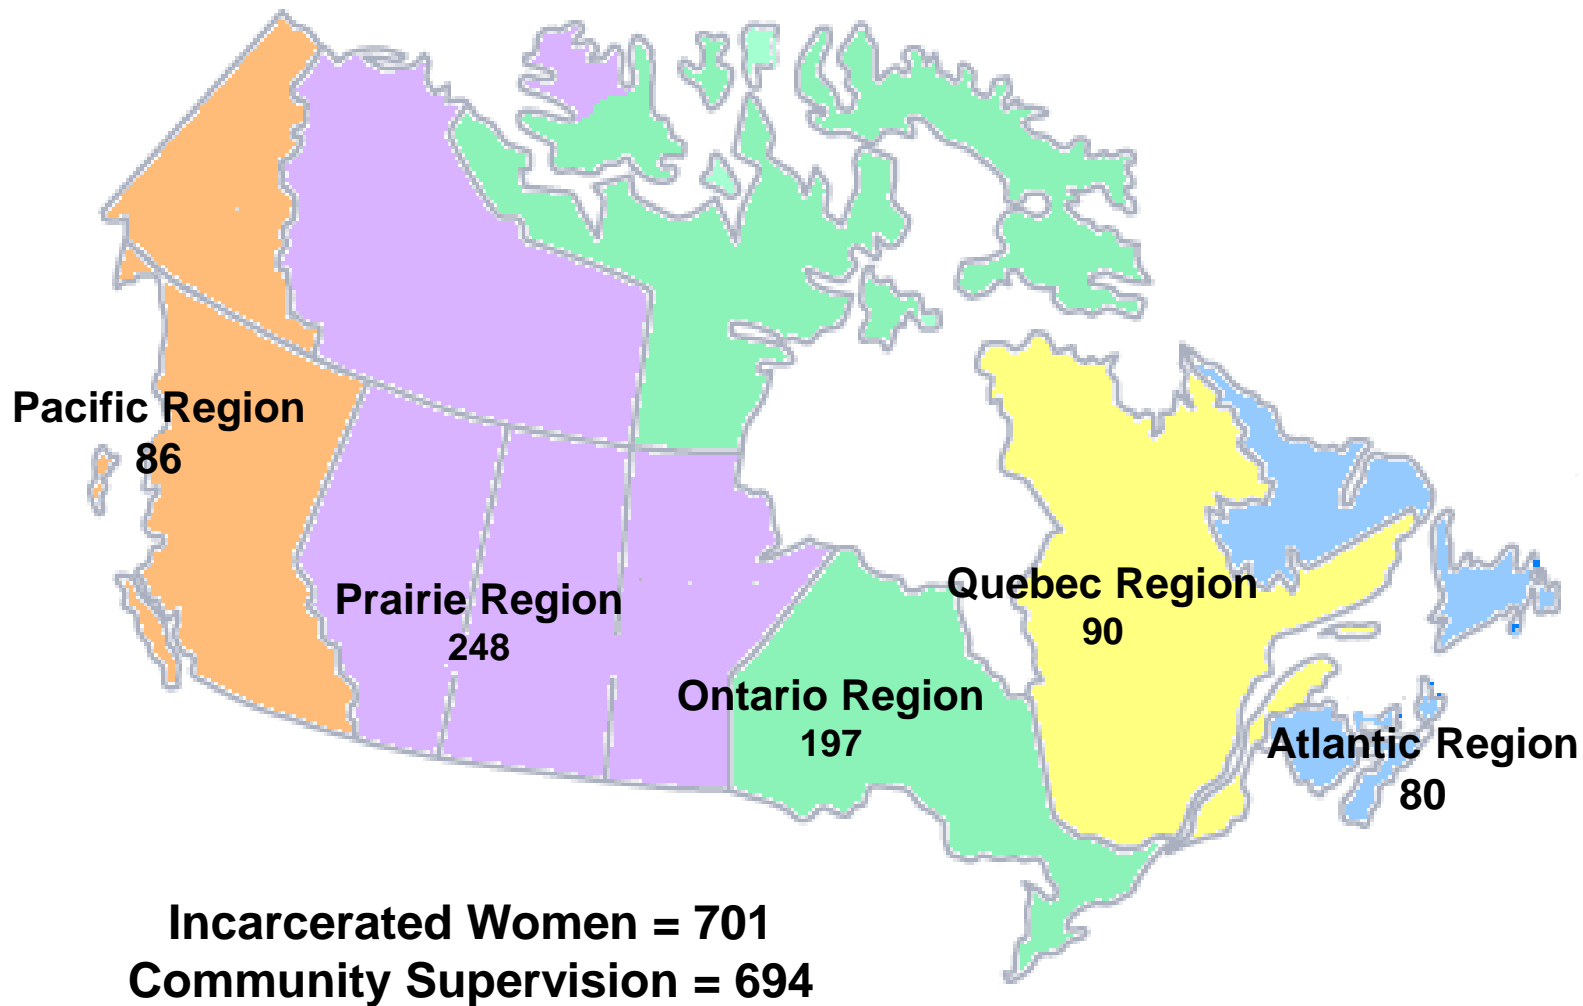 Pacific Region
86
Prairie Region
248
Quebec Region
90
Ontario Region
197
Atlantic Region
80
Incarcerated Women = 701
Community Supervision = 694